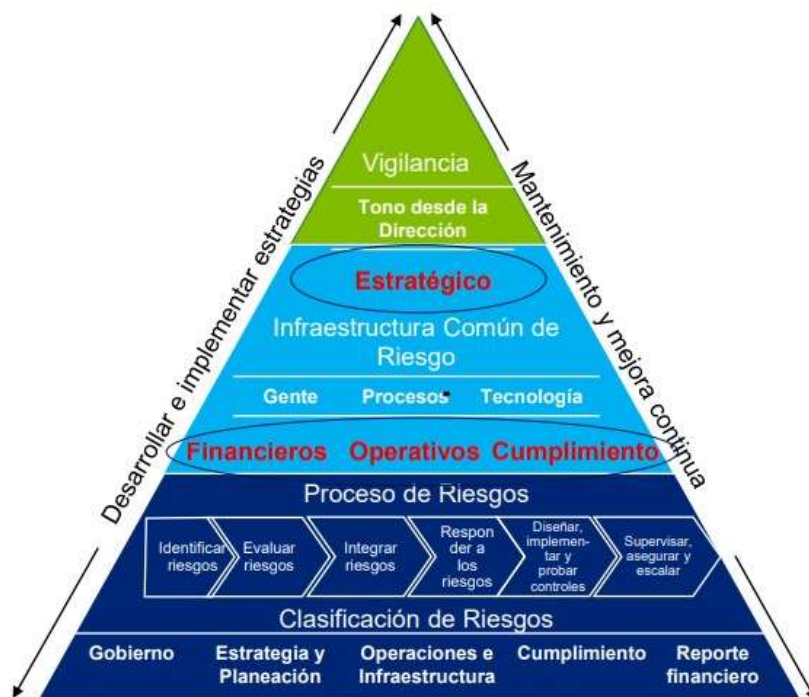 Vigilancia
Tono desde la
Dirección
Desarrollar e implementar estrategias
Mantenimiento y mejora continua
Estratégico
Infraestructura Común de
Riesgo
Gente Procesos Tecnología
Financieros Operativos Cumplimiento
Proceso de Riesgos
Identificar
riesgos
Evaluar
riesgos
Integrar
riesgos
Respon
der a
los
riesgos
Diseñar,
implemen-
tar y
probar
controles
Supervisar,
asegurar y
escalar
Clasificación de Riesgos
Gobierno
Estrategia y
Planeación
Operaciones e
Infraestructura
Cumplimiento
Reporte
financiero